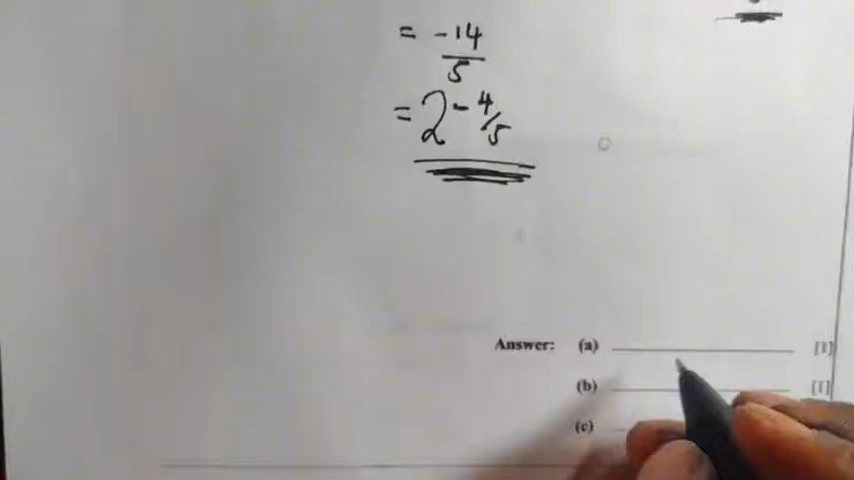 = -14/5
= 2 -4/5
Answer: (a) [1]
(b) [1]
(c)